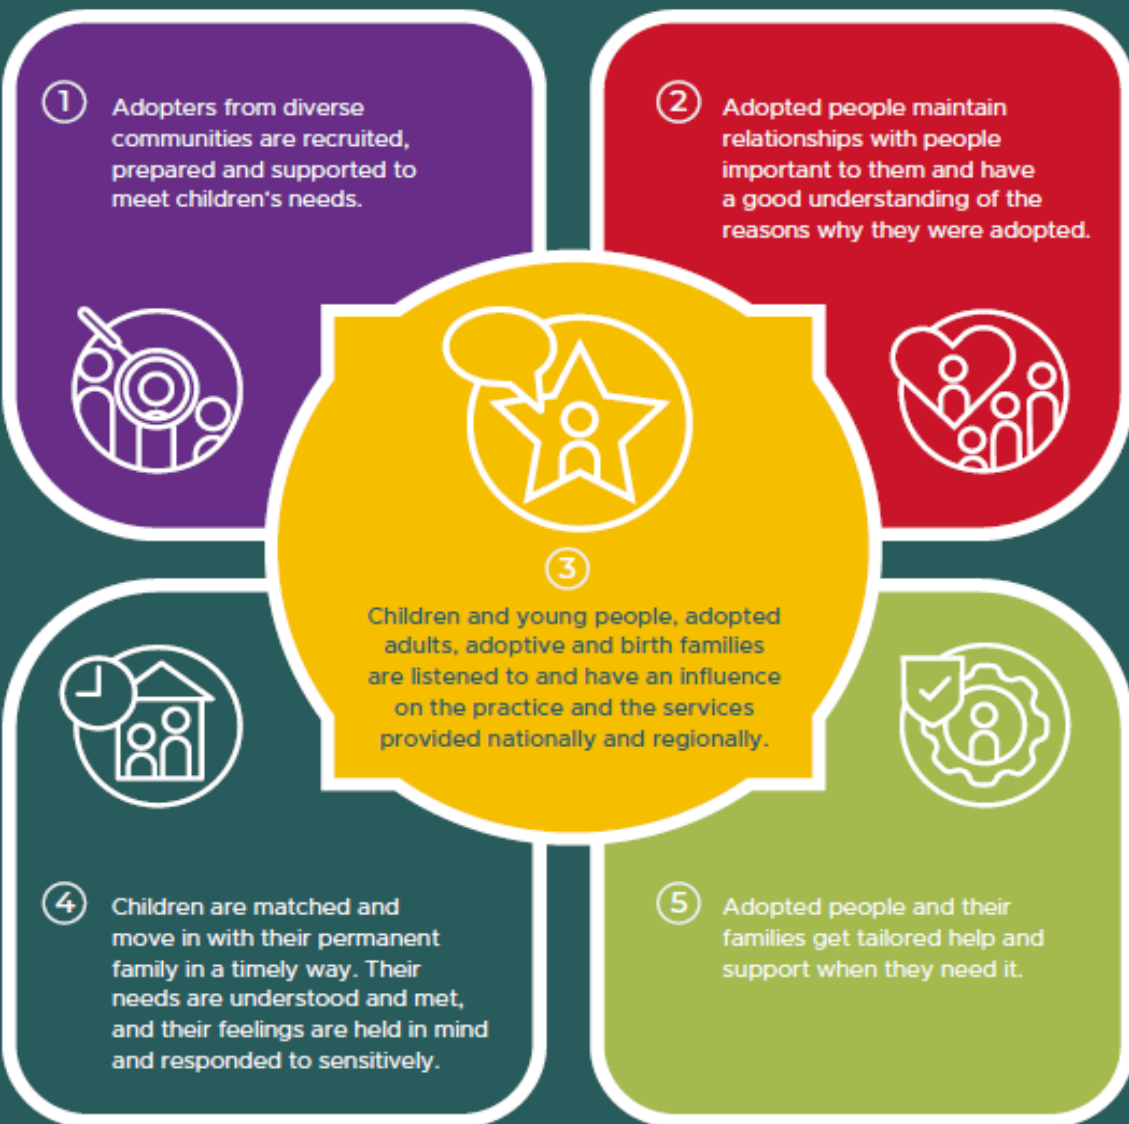 1
Adopters from diverse
communities are recruited,
prepared and supported to
meet children's needs.
2
Adopted people maintain
relationships with people
important to them and have
a good understanding of the
reasons why they were adopted.
3
Children and young people, adopted
adults, adoptive and birth families
are listened to and have an influence
on the practice and the services
provided nationally and regionally.
4
Children are matched and
move in with their permanent
family in a timely way. Their
needs are understood and met,
and their feelings are held in mind
and responded to sensitively.
5
Adopted people and their
families get tailored help and
support when they need it.